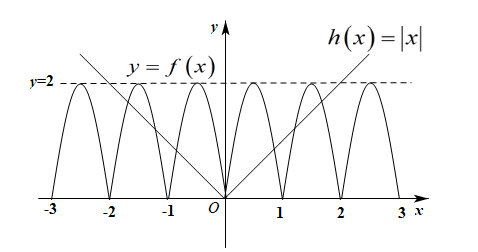 y
h(x)=|x|
y=f(x)
y=2
-3 -2 -1 O 1 2 3 x